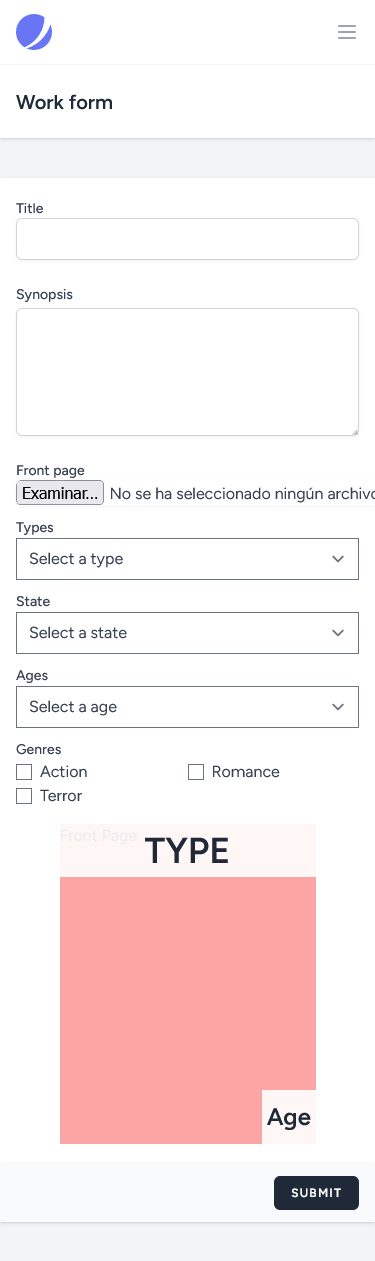 Work form
Title
Synopsis
Front page
Examinar... No se ha seleccionado ningún archivo
Types
Select a type
State
Select a state
Ages
Select a age
Genres
Action
Romance
Terror
Front Page
TYPE
Age
SUBMIT